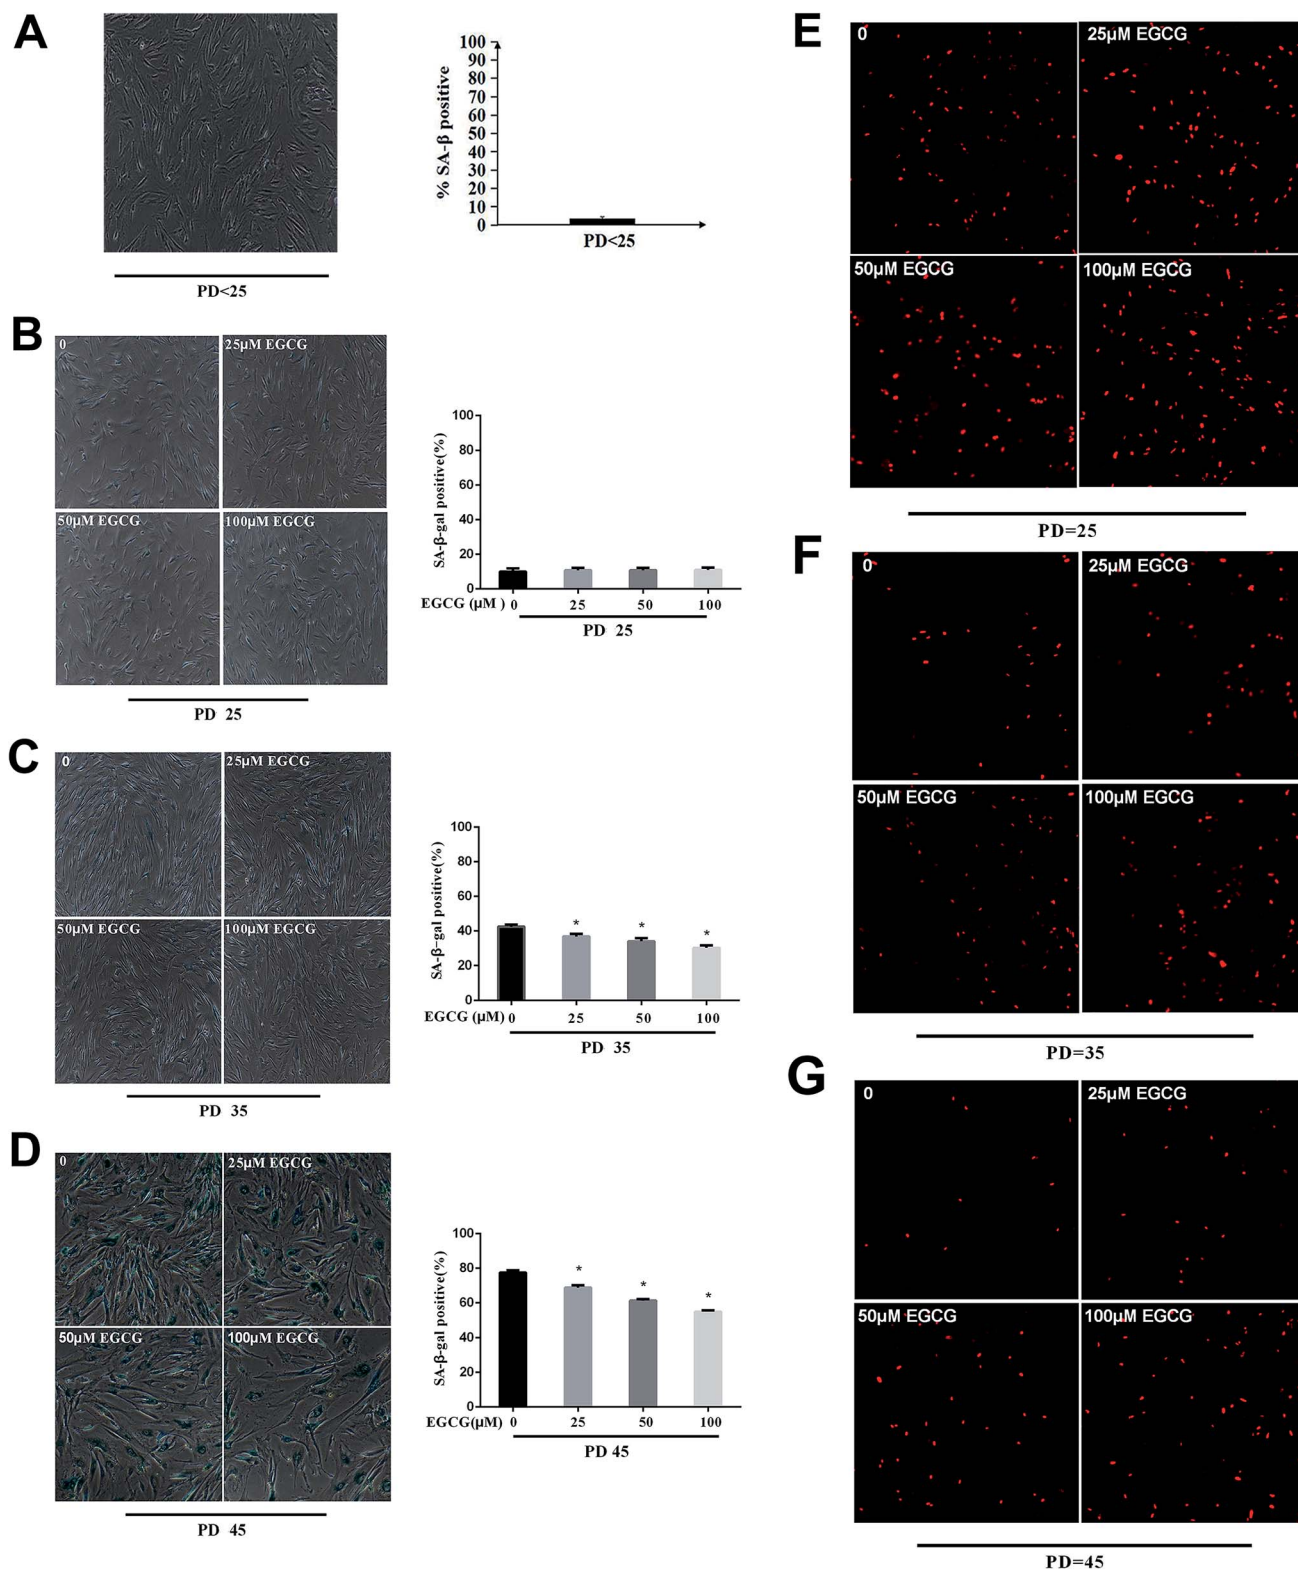 A
PD<25
% SA-β positive
100
90
80
70
60
50
40
30
20
10
0
PD<25
B
0
25μM EGCG
50μM EGCG
100μM EGCG
PD 25
SA-β-gal positive(%)
100
80
60
40
20
0
EGCG (μM ) 0 25 50 100
PD 25
C
0
25μM EGCG
50μM EGCG
100μM EGCG
PD 35
SA-β-gal positive(%)
100
80
60
40
20
0
* * *
EGCG (μM) 0 25 50 100
PD 35
D
0
25μM EGCG
50μM EGCG
100μM EGCG
PD 45
SA-β-gal positive(%)
100
80
60
40
20
0
* * *
EGCG(μM) 0 25 50 100
PD 45
E
0
25μM EGCG
50μM EGCG
100μM EGCG
PD=25
F
0
25μM EGCG
50μM EGCG
100μM EGCG
PD=35
G
0
25μM EGCG
50μM EGCG
100μM EGCG
PD=45